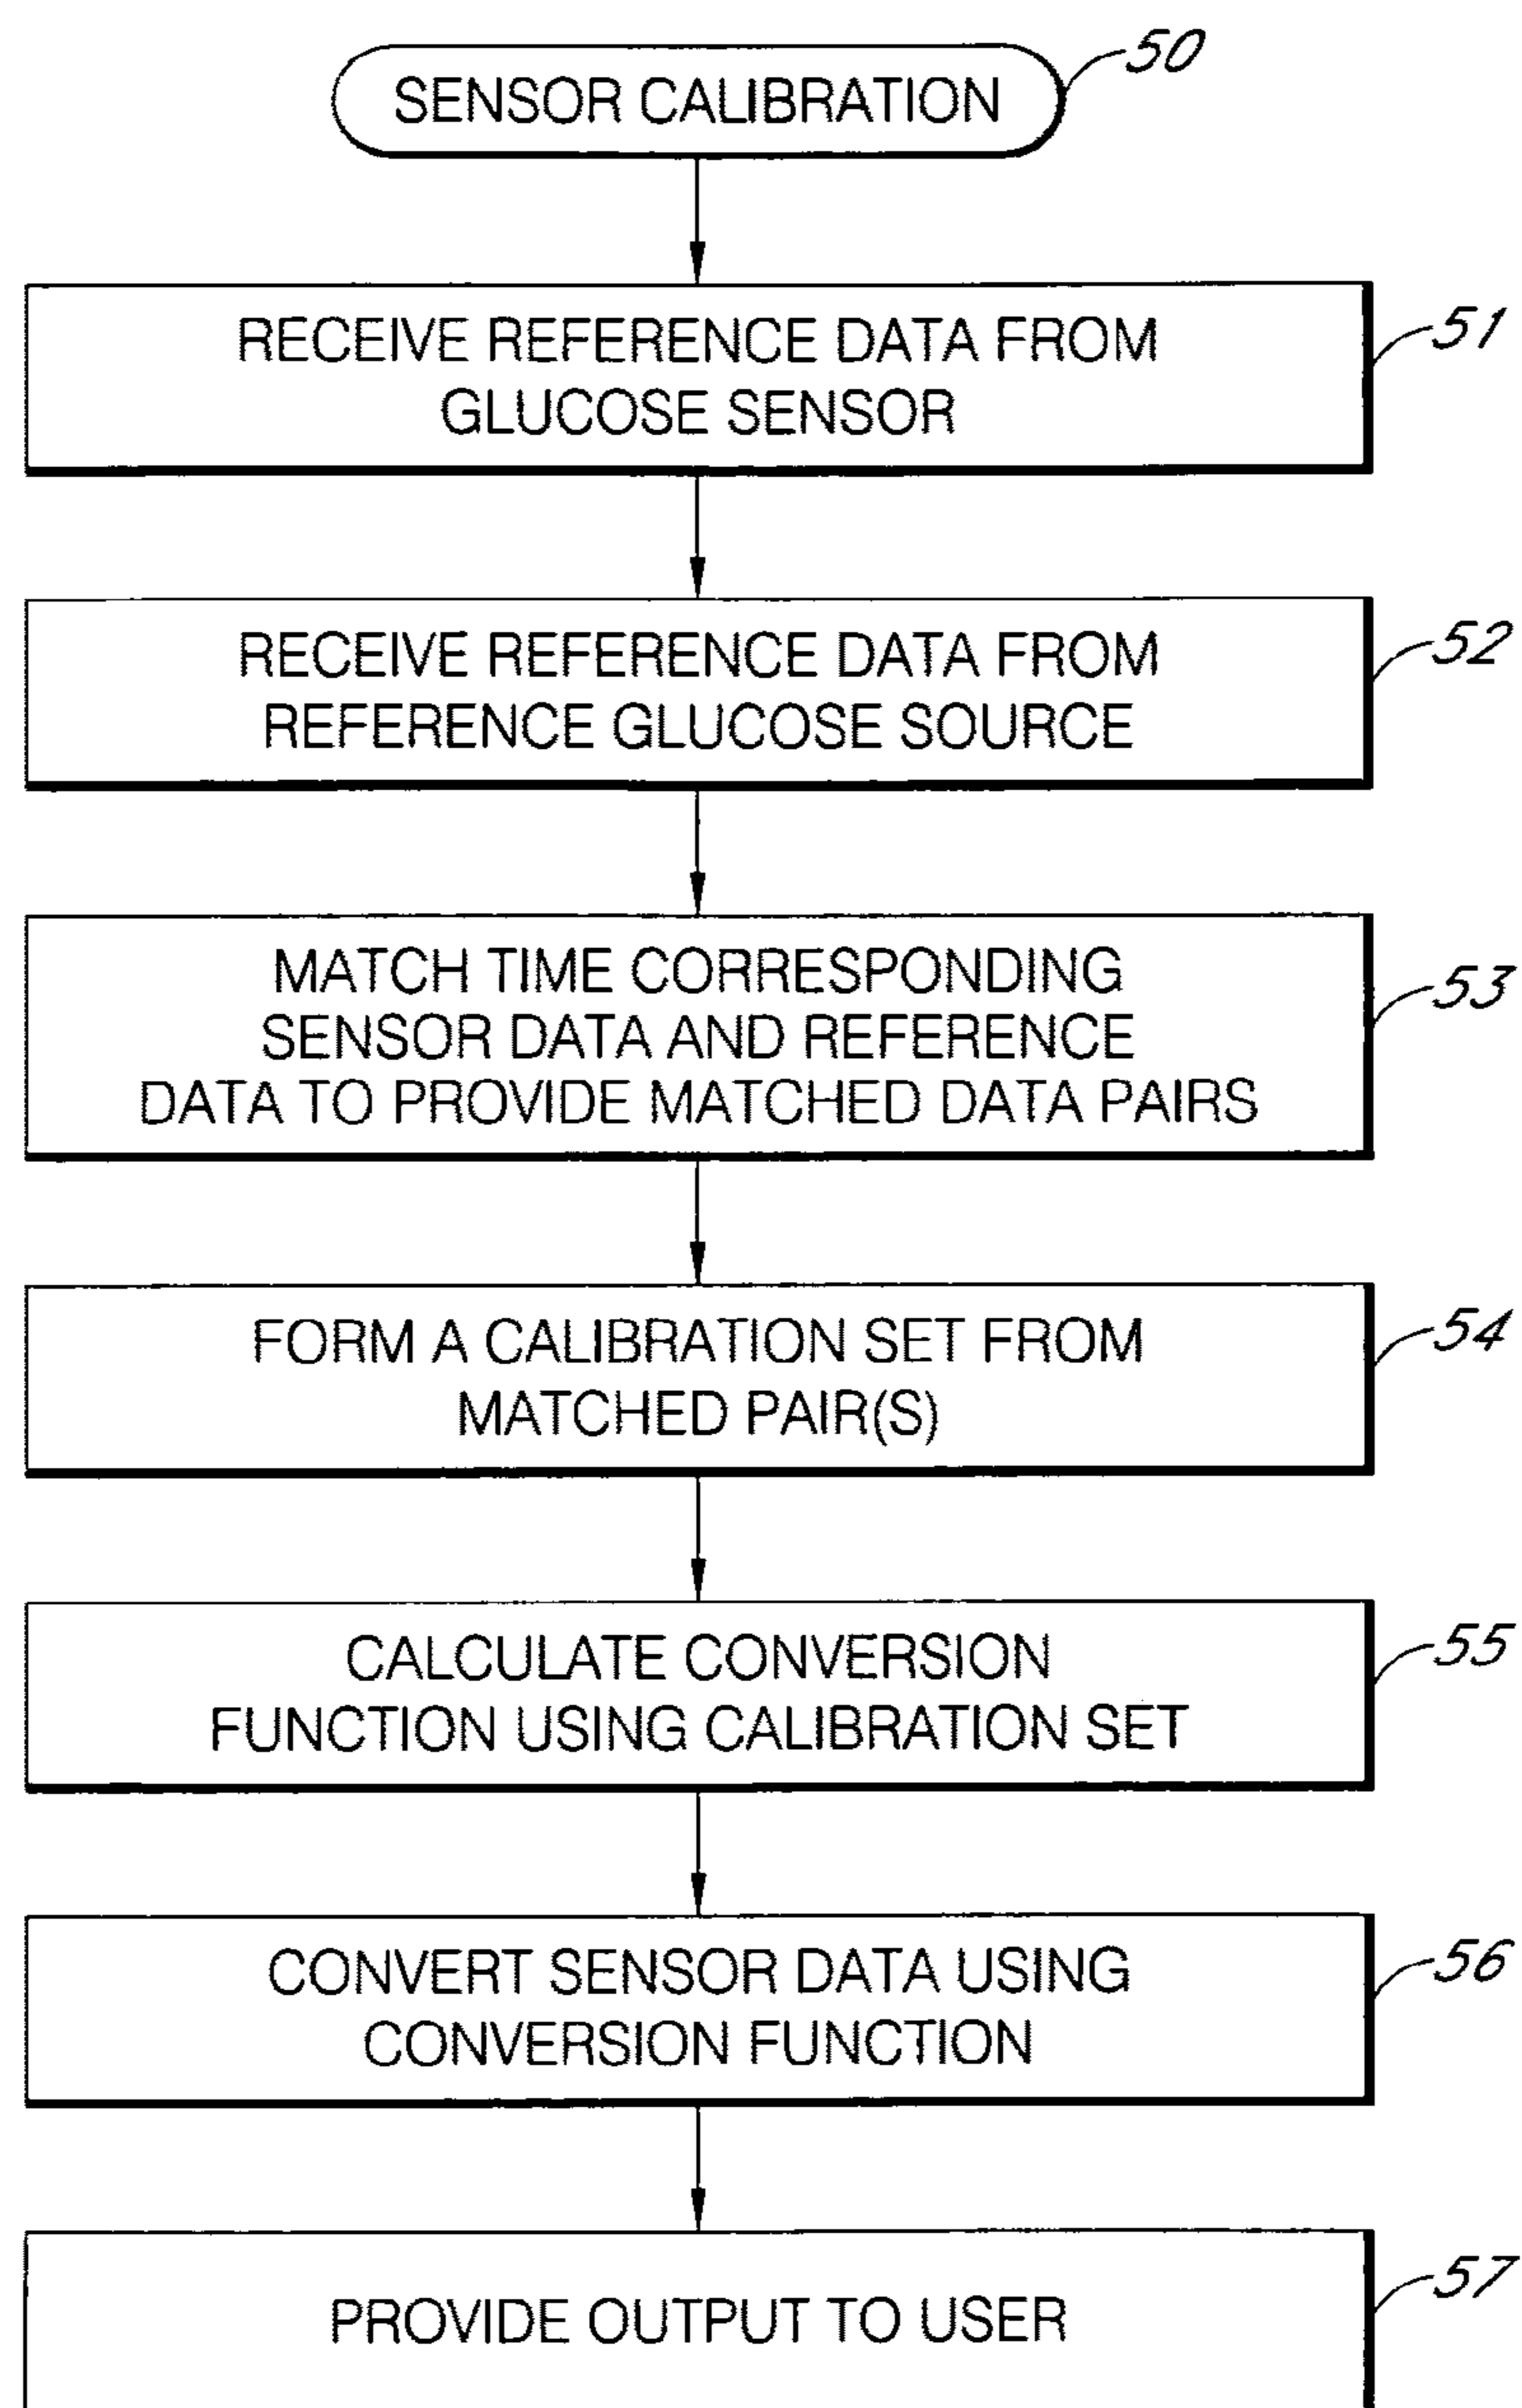 SENSOR CALIBRATION
50
RECEIVE REFERENCE DATA FROM
GLUCOSE SENSOR
51
RECEIVE REFERENCE DATA FROM
REFERENCE GLUCOSE SOURCE
52
MATCH TIME CORRESPONDING
SENSOR DATA AND REFERENCE
DATA TO PROVIDE MATCHED DATA PAIRS
53
FORM A CALIBRATION SET FROM
MATCHED PAIR(S)
54
CALCULATE CONVERSION
FUNCTION USING CALIBRATION SET
55
CONVERT SENSOR DATA USING
CONVERSION FUNCTION
56
PROVIDE OUTPUT TO USER
57